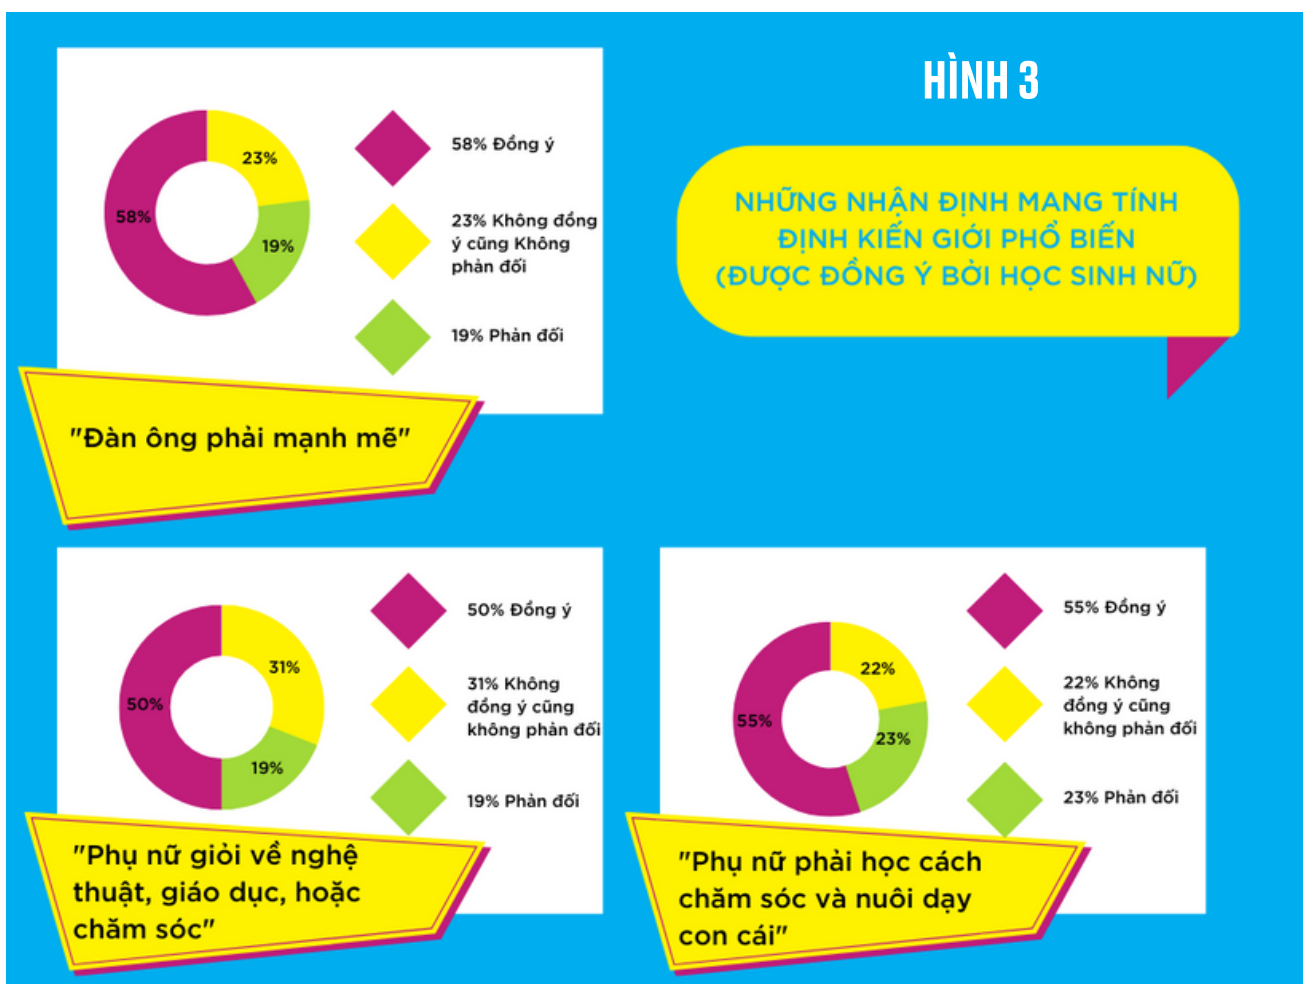 HÌNH 3
NHỮNG NHẬN ĐỊNH MANG TÍNH
ĐỊNH KIẾN GIỚI PHỔ BIẾN
(ĐƯỢC ĐỒNG Ý BỞI HỌC SINH NỮ)
23%
58%
19%
58% Đồng ý
23% Không đồng
ý cũng Không
phản đối
19% Phản đối
"Đàn ông phải mạnh mẽ"
31%
50%
19%
50% Đồng ý
31% Không
đồng ý cũng
không phản đối
19% Phản đối
"Phụ nữ giỏi về nghệ
thuật, giáo dục, hoặc
chăm sóc"
22%
55%
23%
55% Đồng ý
22% Không
đồng ý cũng
không phản đối
23% Phản đối
"Phụ nữ phải học cách
chăm sóc và nuôi dạy
con cái"